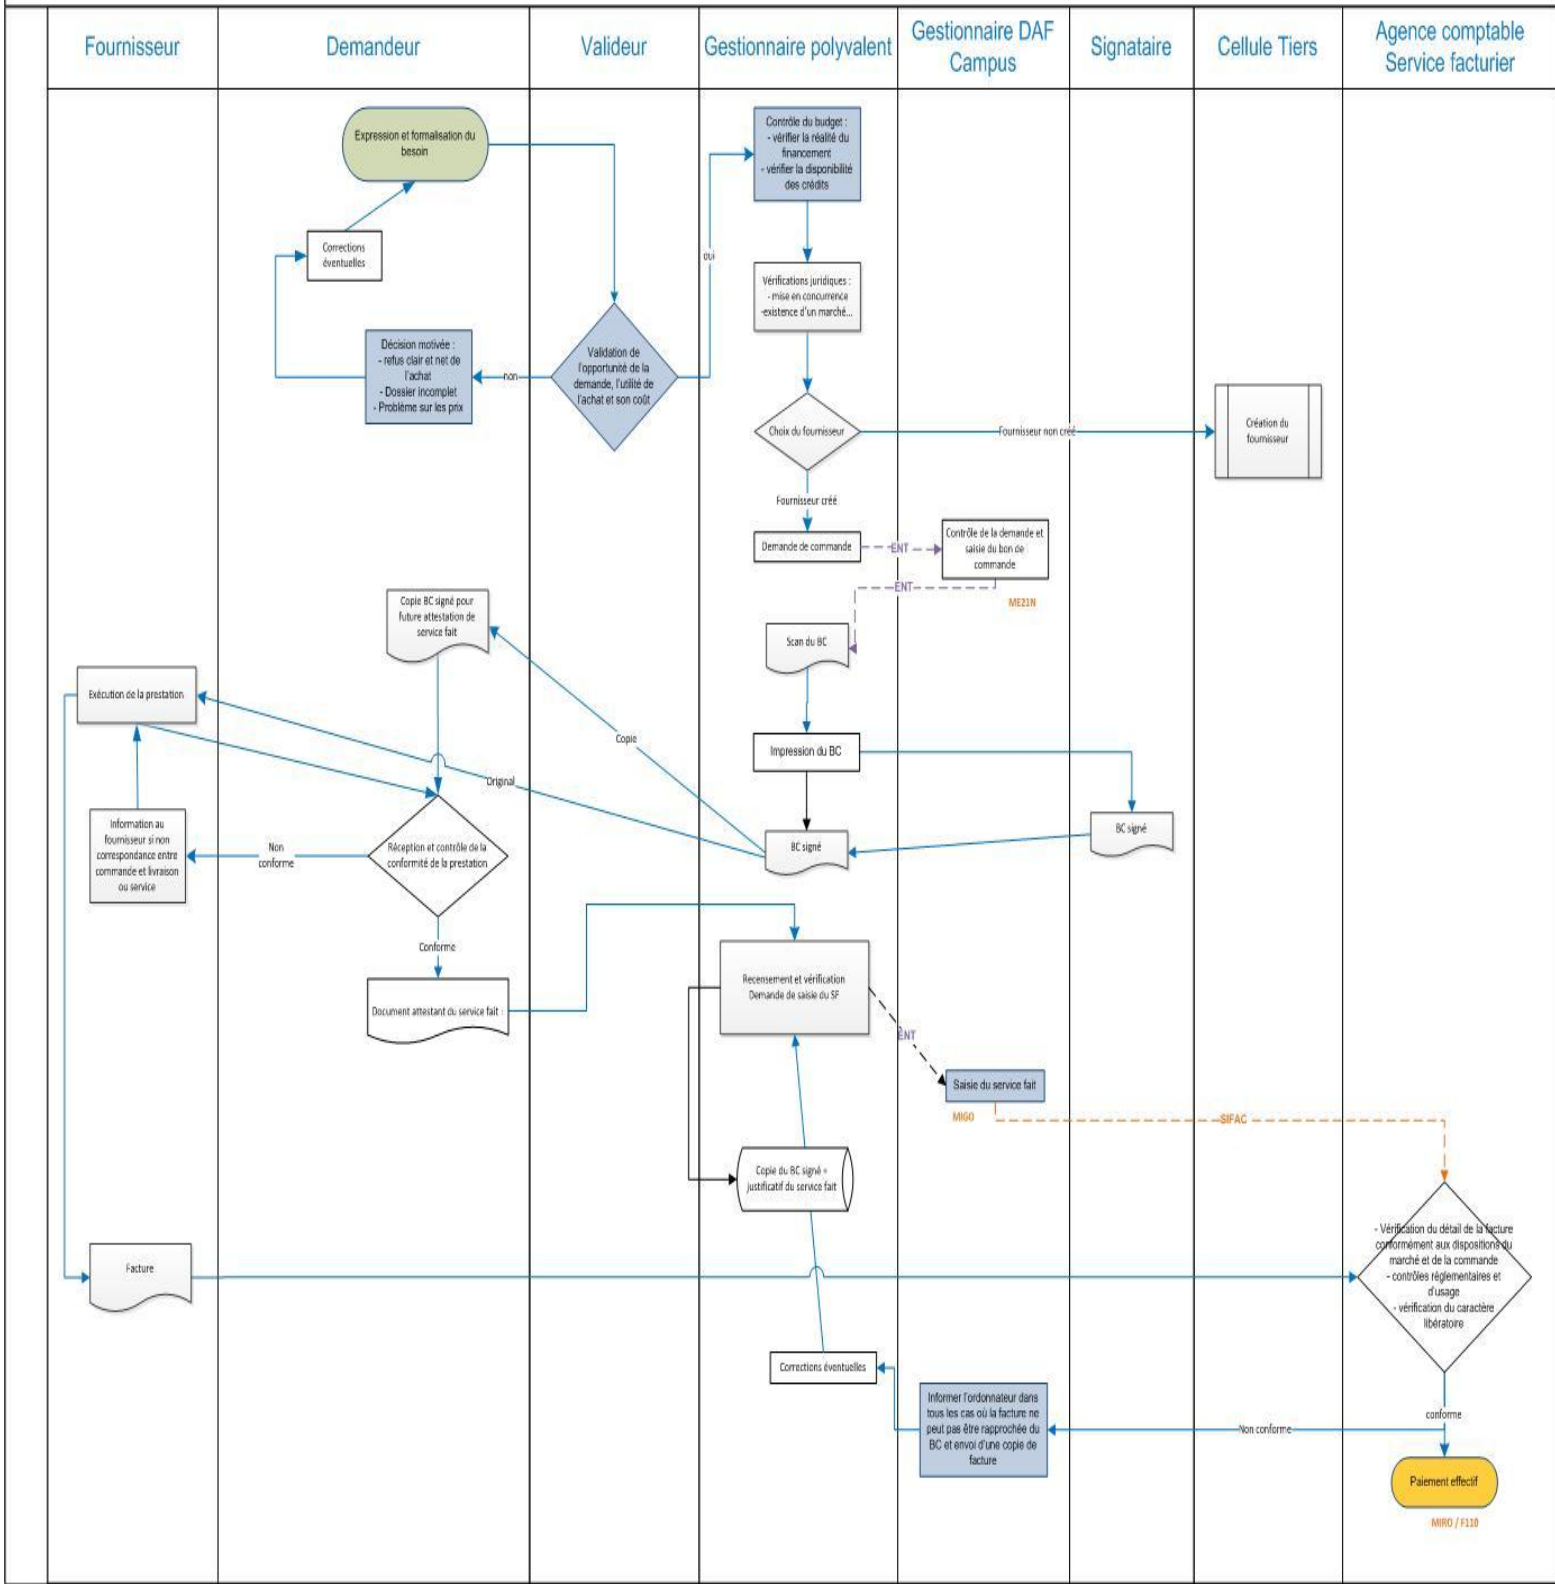 Fournisseur
Demandeur
Valideur
Gestionnaire polyvalent
Gestionnaire DAF
Campus
Signataire
Cellule Tiers
Agence comptable
Service facturier
Expression et formalisation du
besoin
Contrôle du budget :
- vérifier la réalité du
financement
- vérifier la disponibilité
des crédits
Corrections
éventuelles
oui
Vérifications juridiques :
- mise en concurrence
-existence d'un marché...
Décision motivée :
- refus clair et net de
l'achat
- Dossier incomplet
- Problème sur les prix
non
Validation de
l'opportunité de la
demande, l'utilité de
l'achat et son coût
Choix du fournisseur
Fournisseur non créé
Création du
fournisseur
Fournisseur créé
Demande de commande
ENT
Contrôle de la demande et
saisie du bon de
commande
ENT
ME21N
Copie BC signé pour
future attestation de
service fait
Scan du BC
Exécution de la prestation
Copie
Impression du BC
Original
Information au
fournisseur si non
correspondance entre
commande et livraison
ou service
Non
conforme
Réception et contrôle de la
conformité de la prestation
BC signé
BC signé
Conforme
Document attestant du service fait :
Recensement et vérification
Demande de saisie du SF
ENT
Saisie du service fait
MIGO
SIFAC
Copie du BC signé =
justificatif du service fait
Facture
- Vérification du détail de la facture
conformément aux dispositions du
marché et de la commande
- contrôles réglementaires et
d'usage
- vérification du caractère
libératoire
Corrections éventuelles
Informer l'ordonnateur dans
tous les cas où la facture ne
peut pas être rapprochée du
BC et envoi d'une copie de
facture
Non conforme
conforme
Paiement effectif
MIRO / F110